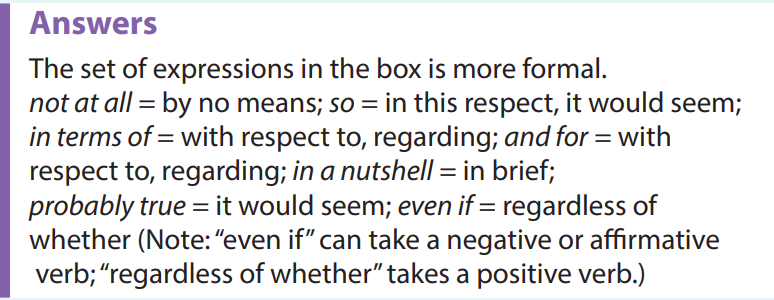 Answers
The set of expressions in the box is more formal.
not at all = by no means; so = in this respect, it would seem;
in terms of = with respect to, regarding; and for = with
respect to, regarding; in a nutshell = in brief;
probably true = it would seem; even if = regardless of
whether (Note: “even if” can take a negative or affirmative
verb; “regardless of whether” takes a positive verb.)